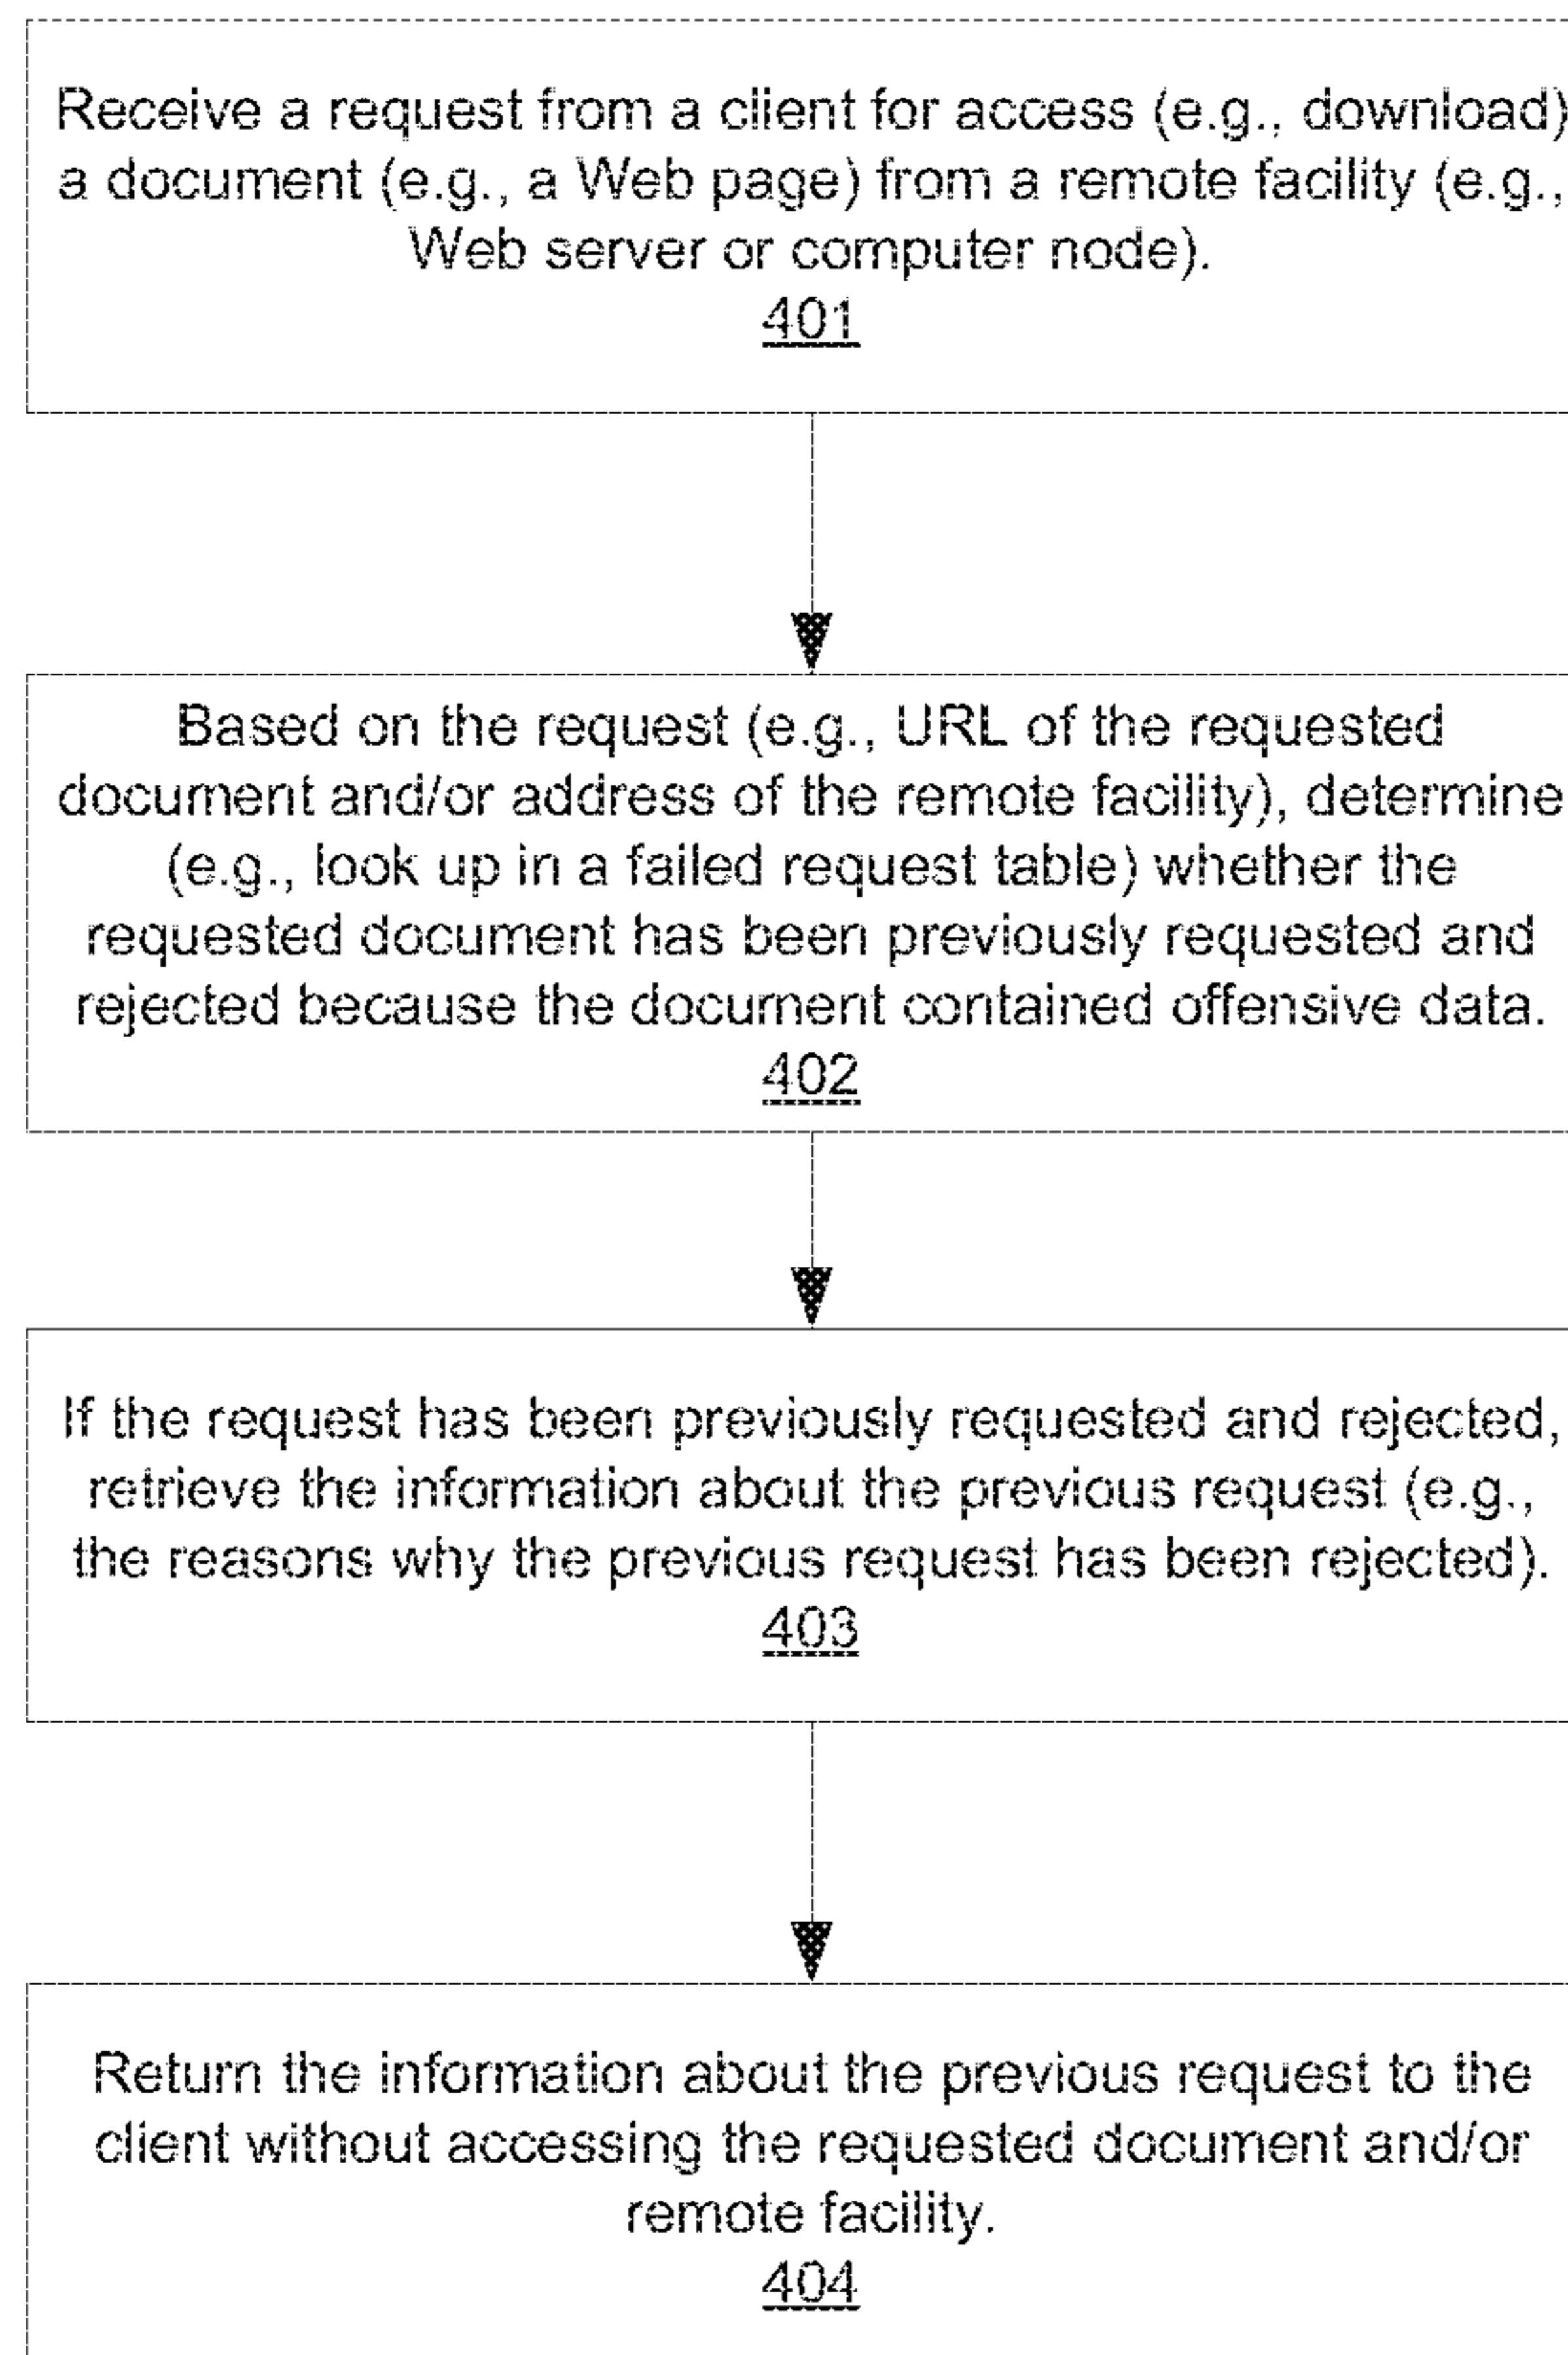 Receive a request from a client for access (e.g., download)
a document (e.g., a Web page) from a remote facility (e.g.,
Web server or computer node).
401
Based on the request (e.g., URL of the requested
document and/or address of the remote facility), determine
(e.g., look up in a failed request table) whether the
requested document has been previously requested and
rejected because the document contained offensive data.
402
If the request has been previously requested and rejected,
retrieve the information about the previous request (e.g.,
the reasons why the previous request has been rejected).
403
Return the information about the previous request to the
client without accessing the requested document and/or
remote facility.
404